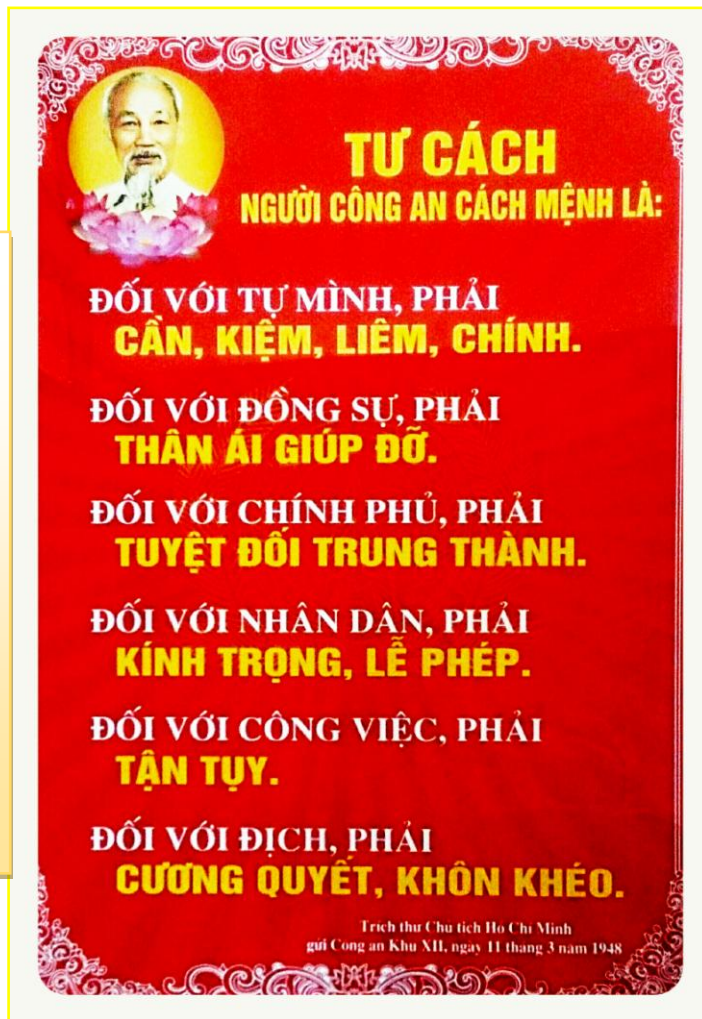 TƯ CÁCH
NGƯỜI CÔNG AN CÁCH MỆNH LÀ:
ĐỐI VỚI TỰ MÌNH, PHẢI
CẦN, KIỆM, LIÊM, CHÍNH.
ĐỐI VỚI ĐỒNG SỰ, PHẢI
THÂN ÁI GIÚP ĐỠ.
ĐỐI VỚI CHÍNH PHỦ, PHẢI
TUYỆT ĐỐI TRUNG THÀNH.
ĐỐI VỚI NHÂN DÂN, PHẢI
KÍNH TRỌNG, LỄ PHÉP.
ĐỐI VỚI CÔNG VIỆC, PHẢI
TẬN TỤY.
ĐỐI VỚI ĐỊCH, PHẢI
CƯƠNG QUYẾT, KHÔN KHÉO.
Trích thư Chủ tịch Hồ Chí Minh
gửi Công an Khu XII, ngày 11 tháng 3 năm 1948